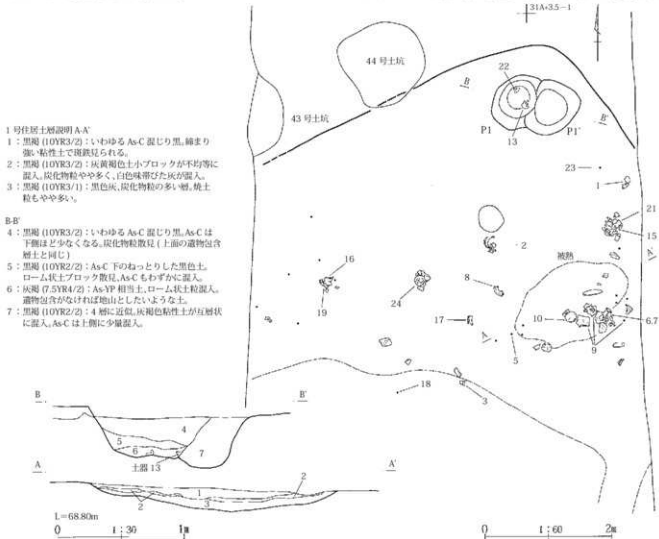 31A+3.5-1
44号土坑
22
B
43号土坑
P1
P1'
13
B'
23
1
1号住居土層説明 A-A'
1：黒褐 (10YR3/2)：いわゆる As-C 混じり黒。締まり
強い粘性土で斑鉄見られる。
2：黒褐 (10YR3/2)：灰黄褐色土小ブロックが不均等に
混入。炭化物粒やや多く、白色味帯びた灰が混入。
3：黒褐 (10YR3/1)：黒色灰、炭化物粒の多い層。焼土
粒もやや多い。
B-B'
4：黒褐 (10YR3/2)：いわゆる As-C 混じり黒。As-C は
下側ほど少なくなる。炭化物粒散見 (上面の遺物包含
層土と同じ)
5：黒褐 (10YR2/2)：As-C 下のねっとりした黒色土。
ローム状土ブロック散見。As-C もわずかに混入。
6：灰褐 (7.5YR4/2)：As-YP 相当土、ローム状土粒混入。
遺物包含がなければ地山としたいような土。
7：黒褐 (10YR2/2)：4 層に近似。灰褐色粘性土が互層状
に混入。As-C は上側に少量混入。
21
15
2
A'
16
19
24
8
被熱
17
10
6.7
A
5
9
18
3
B
B'
4
5
6
7
土器 13
A
A'
1
2
2
3
L=68.80m
0
1：30
1m
0
1：60
2m